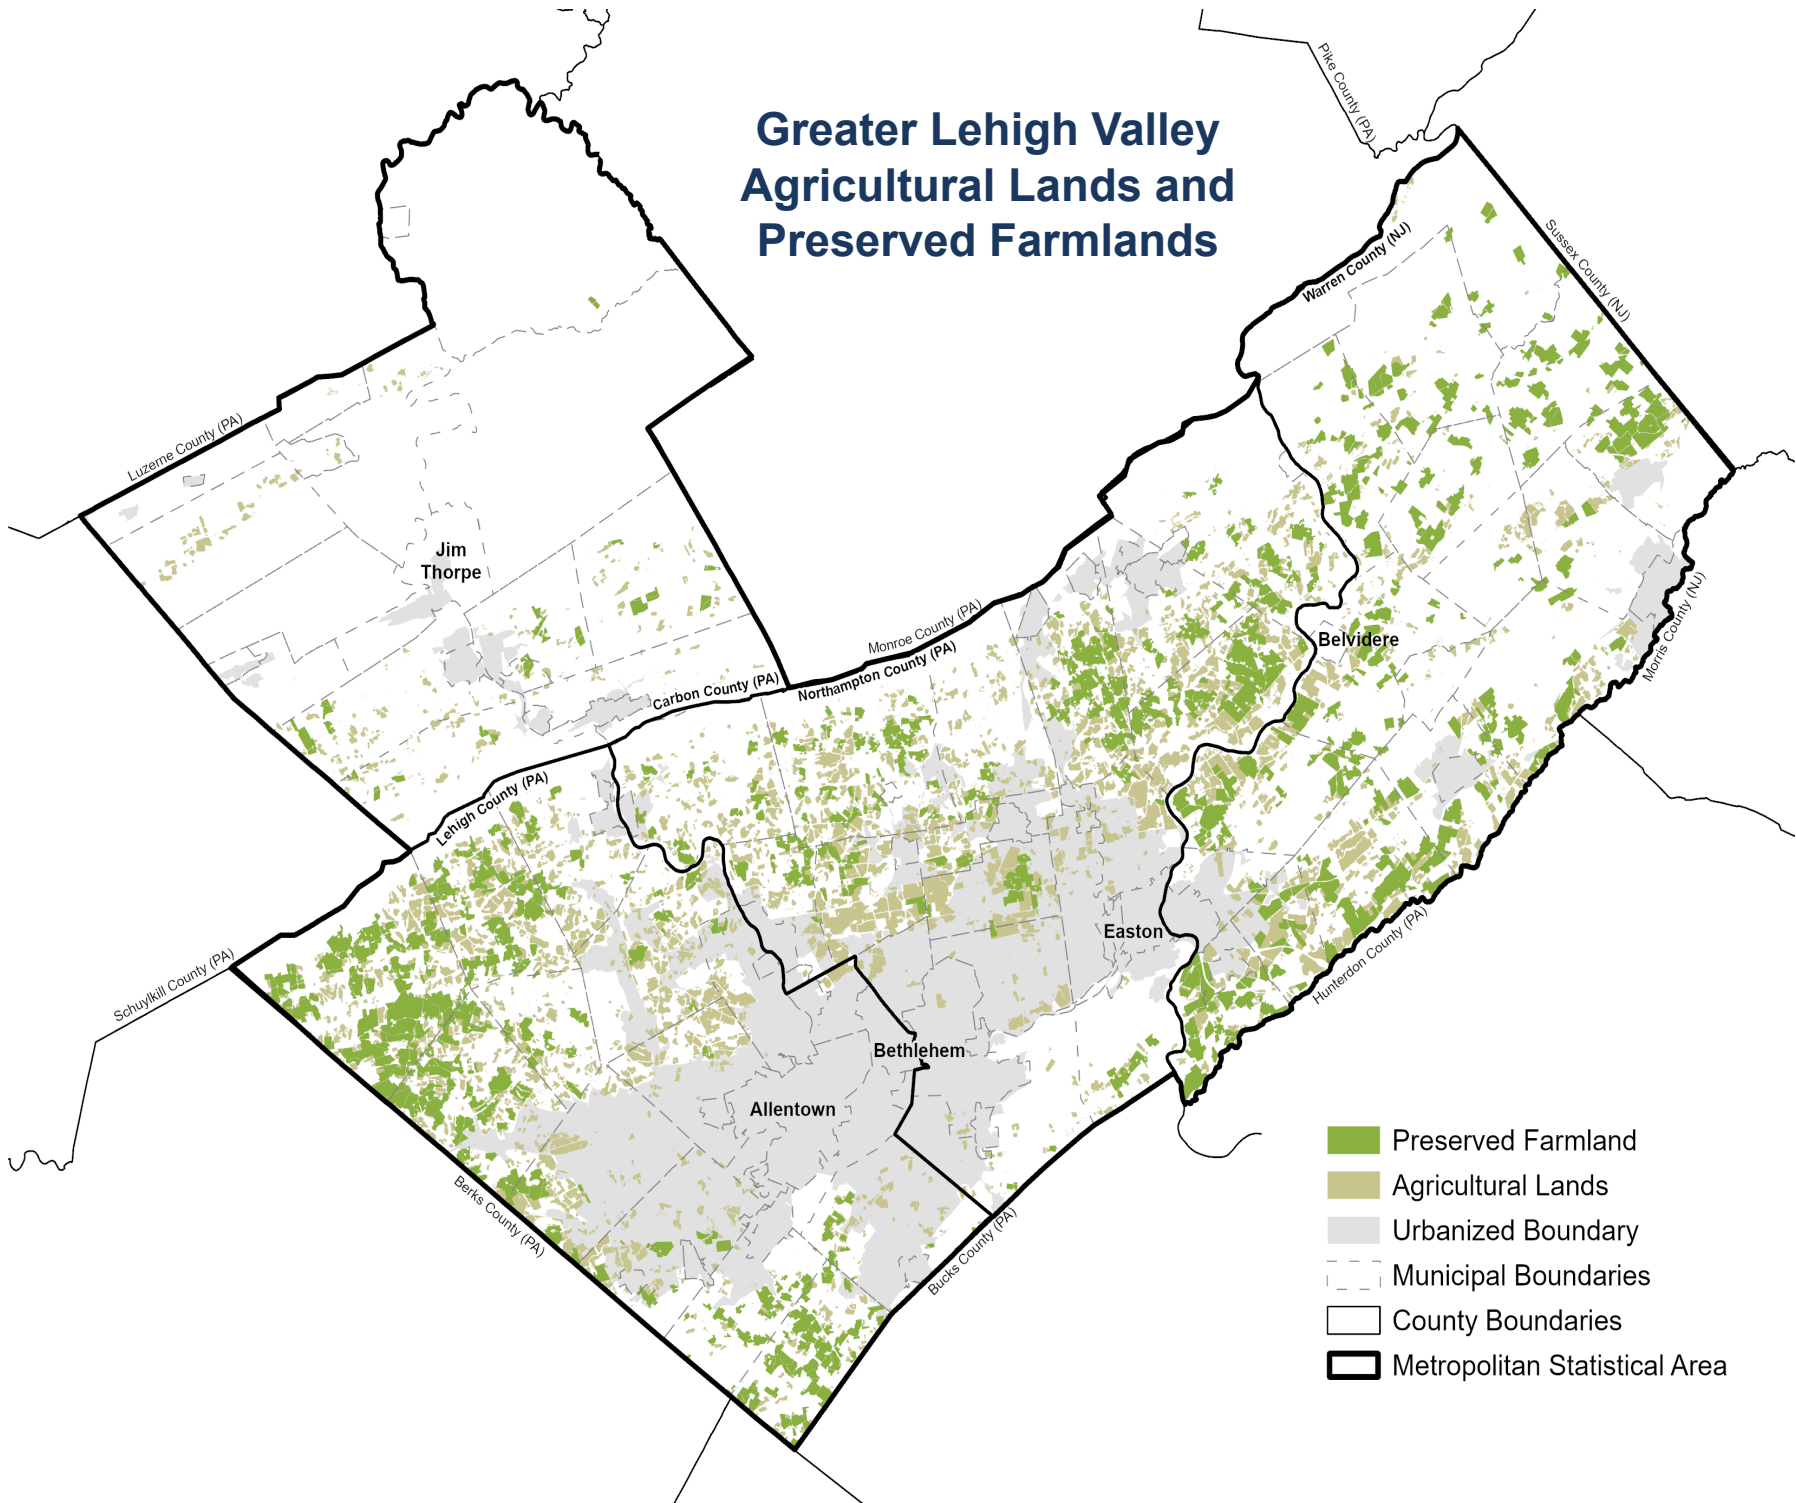 Greater Lehigh Valley
Agricultural Lands and
Preserved Farmlands
Pike County (PA)
Warren County (NJ)
Sussex County (NJ)
Luzerne County (PA)
Jim
Thorpe
Monroe County (PA)
Northampton County (PA)
Carbon County (PA)
Belvidere
Morris County (NJ)
Lehigh County (PA)
Easton
Hunterdon County (PA)
Schuylkill County (PA)
Bethlehem
Allentown
Berks County (PA)
Bucks County (PA)
Preserved Farmland
Agricultural Lands
Urbanized Boundary
Municipal Boundaries
County Boundaries
Metropolitan Statistical Area